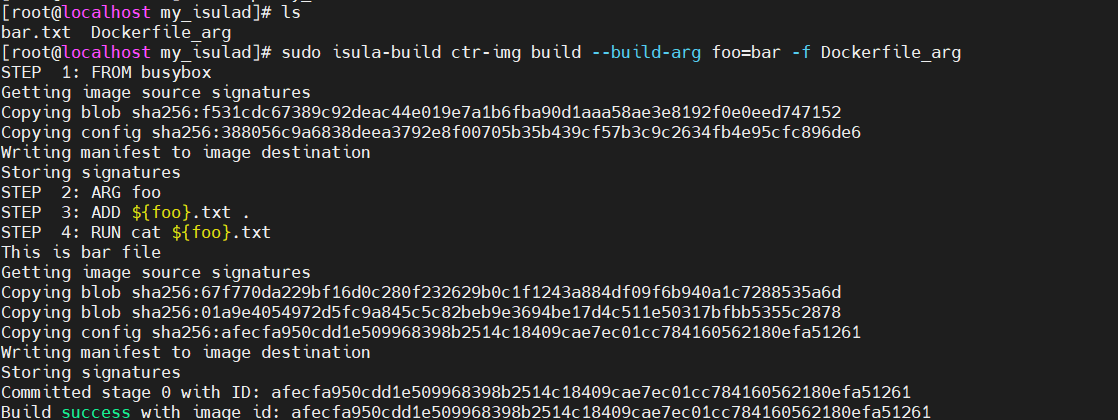 [root@localhost my_isulad]# ls
bar.txt  Dockerfile_arg
[root@localhost my_isulad]# sudo isula-build ctr-img build --build-arg foo=bar -f Dockerfile_arg
STEP  1: FROM busybox
Getting image source signatures
Copying blob sha256:f531cdc67389c92deac44e019e7a1b6fba90d1aaa58ae3e8192f0e0eed747152
Copying config sha256:388056c9a6838deea3792e8f00705b35b439cf57b3c9c2634fb4e95cfc896de6
Writing manifest to image destination
Storing signatures
STEP  2: ARG foo
STEP  3: ADD ${foo}.txt .
STEP  4: RUN cat ${foo}.txt
This is bar file
Getting image source signatures
Copying blob sha256:67f770da229bf16d0c280f232629b0c1f1243a884df09f6b940a1c7288535a6d
Copying blob sha256:01a9e4054972d5fc9a845c5c82beb9e3694be17d4c511e50317bfbb5355c2878
Copying config sha256:afecfa950cdd1e509968398b2514c18409cae7ec01cc784160562180efa51261
Writing manifest to image destination
Storing signatures
Committed stage 0 with ID: afecfa950cdd1e509968398b2514c18409cae7ec01cc784160562180efa51261
Build success with image id: afecfa950cdd1e509968398b2514c18409cae7ec01cc784160562180efa51261